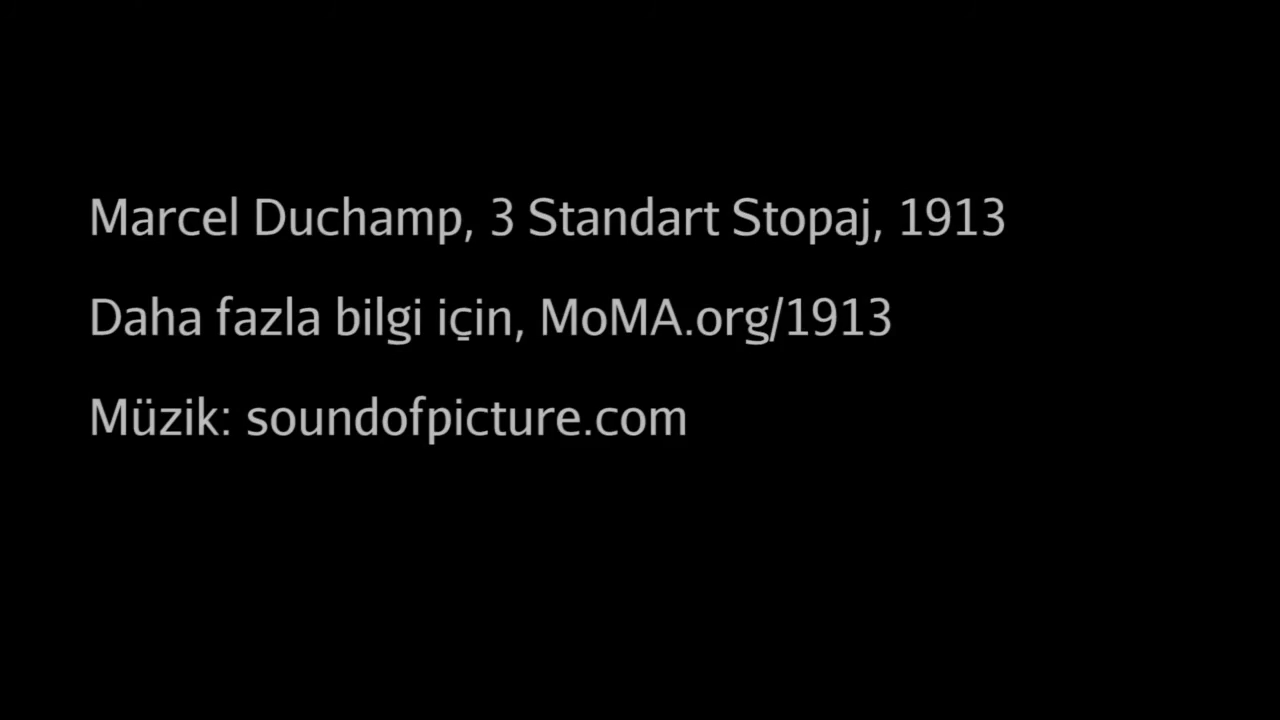 Marcel Duchamp, 3 Standart Stopaj, 1913
Daha fazla bilgi için, MoMA.org/1913
Müzik: soundofpicture.com